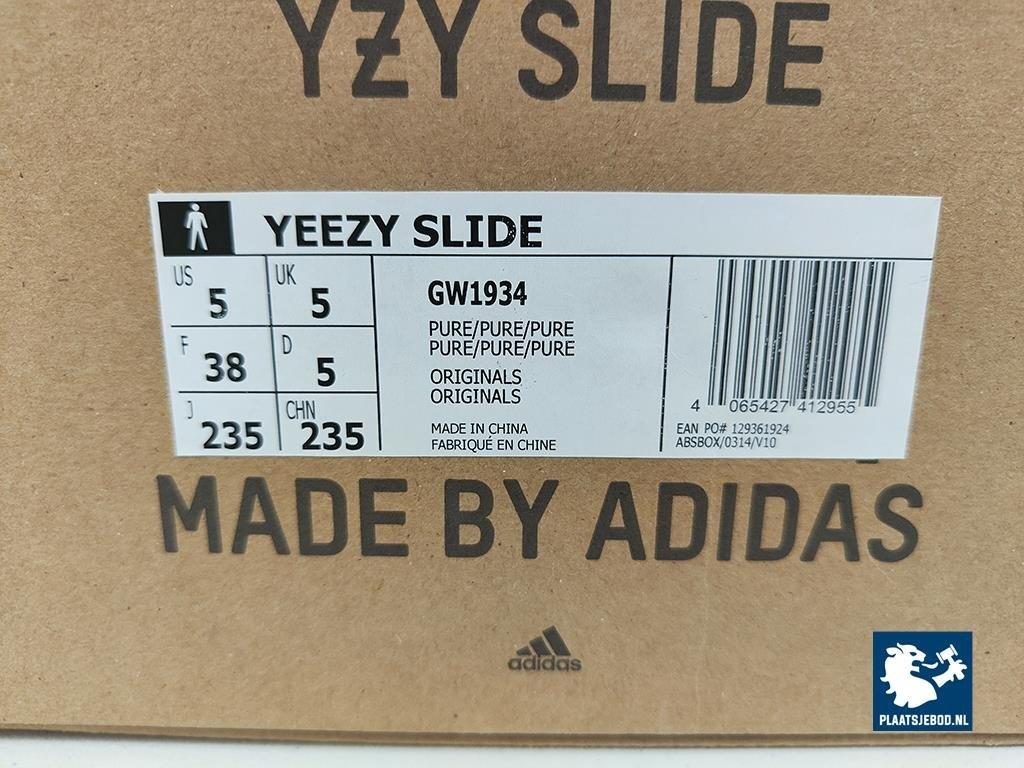 YZY SLIDE
YEEZY SLIDE
US 5 UK 5
F 38 D 5
J 235 CHN 235
GW1934
PURE/PURE/PURE
PURE/PURE/PURE
ORIGINALS
ORIGINALS
MADE IN CHINA
FABRIQUÉ EN CHINE
4 065427 412955
EAN PO# 129361924
ABSBOX/0314/V10
MADE BY ADIDAS
adidas
PLAATSJEBOD.NL